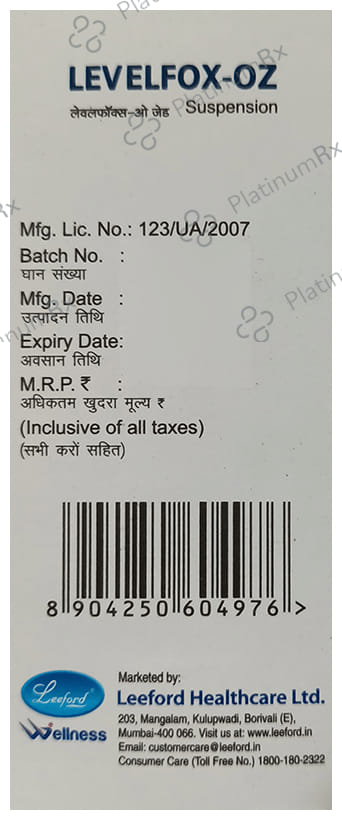 LEVELFOX-OZ
लेवलफॉक्स-ओ जेड Suspension
PlatinumRx
Mfg. Lic. No.: 123/UA/2007
Batch No. :
घान संख्या
Mfg. Date :
उत्पादन तिथि
Expiry Date:
अवसान तिथि
M.R.P. ₹ :
अधिकतम खुदरा मूल्य ₹
(Inclusive of all taxes)
(सभी करों सहित)
8 904250 604976 >
Leeford
Wellness
Marketed by:
Leeford Healthcare Ltd.
203, Mangalam, Kulupwadi, Borivali (E),
Mumbai-400 066. Visit us at: www.leeford.in
Email: customercare@leeford.in
Consumer Care (Toll Free No.) 1800-180-2322